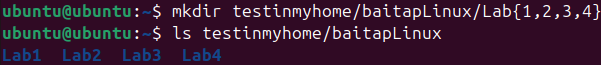 ubuntu@ubuntu:~$ mkdir testinmyhome/baitapLinux/Lab{1,2,3,4}
ubuntu@ubuntu:~$ ls testinmyhome/baitapLinux
Lab1  Lab2  Lab3  Lab4